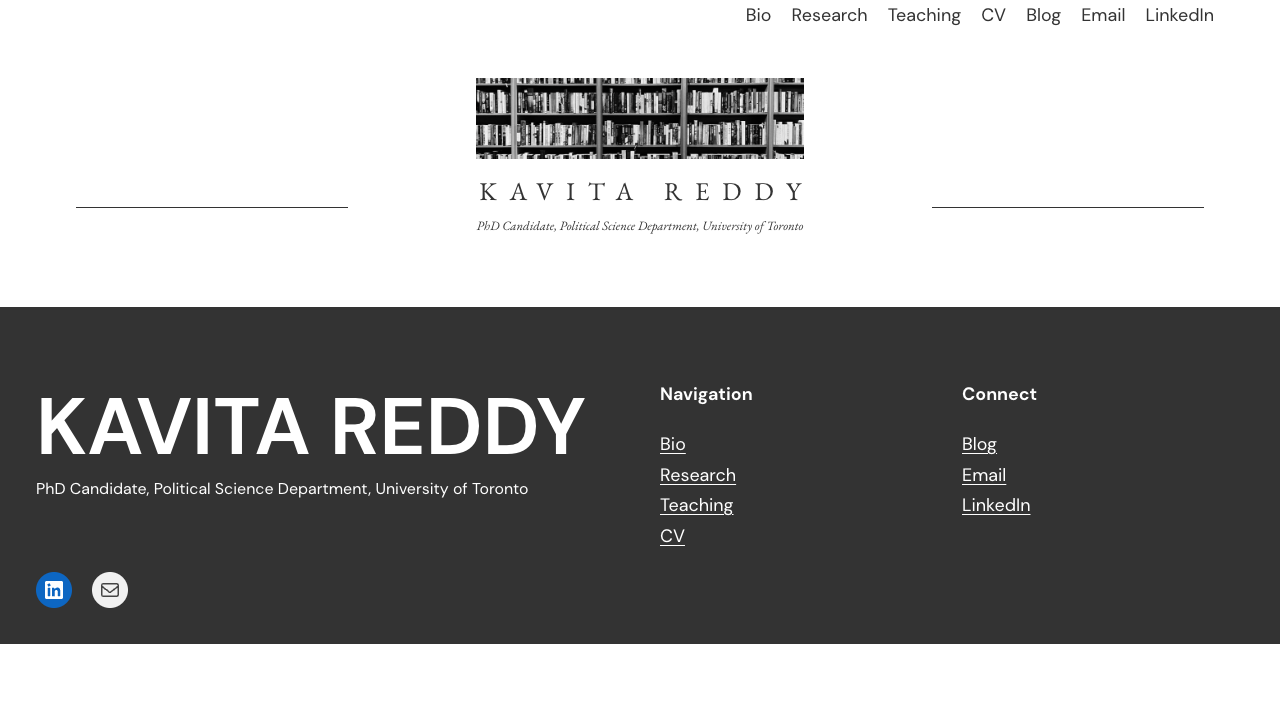 Bio Research Teaching CV Blog Email LinkedIn
KAVITA REDDY
PhD Candidate, Political Science Department, University of Toronto
KAVITA REDDY
PhD Candidate, Political Science Department, University of Toronto
Navigation
Bio
Research
Teaching
CV
Connect
Blog
Email
LinkedIn
in